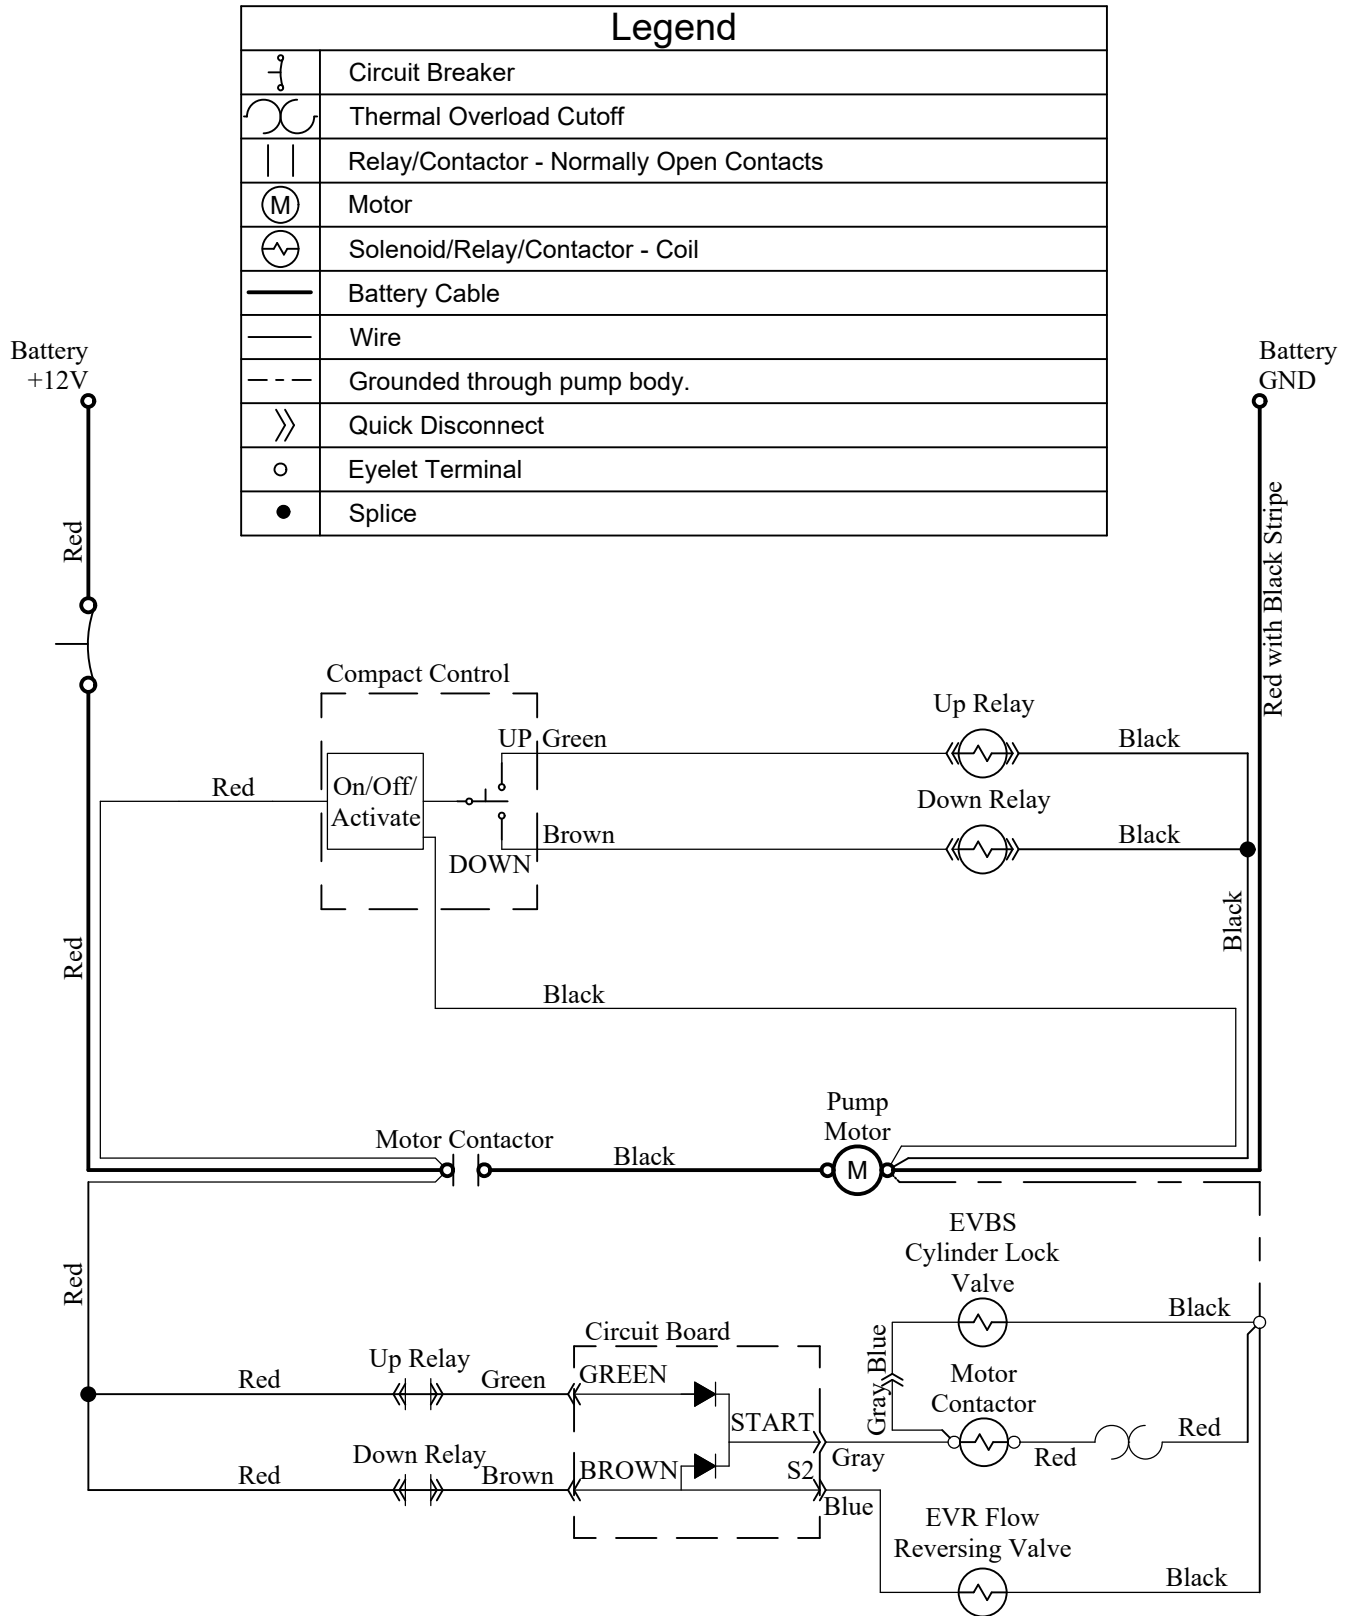 Legend
Circuit Breaker
Thermal Overload Cutoff
Relay/Contactor - Normally Open Contacts
M
Motor
Solenoid/Relay/Contactor - Coil
Battery Cable
Wire
Grounded through pump body.
Quick Disconnect
Eyelet Terminal
Splice
Battery
+12V
Battery
GND
Red
Red with Black Stripe
Compact Control
Up Relay
UP
Green
Black
Red
On/Off/
Activate
Down Relay
Brown
Black
DOWN
Black
Red
Black
Pump
Motor
Motor Contactor
Black
M
EVBS
Cylinder Lock
Valve
Red
Black
Circuit Board
Gray Blue
Up Relay
Red
Green
GREEN
Motor
Contactor
START
Red
Gray
Red
Down Relay
Red
Brown
BROWN
S2
Blue
EVR Flow
Reversing Valve
Black